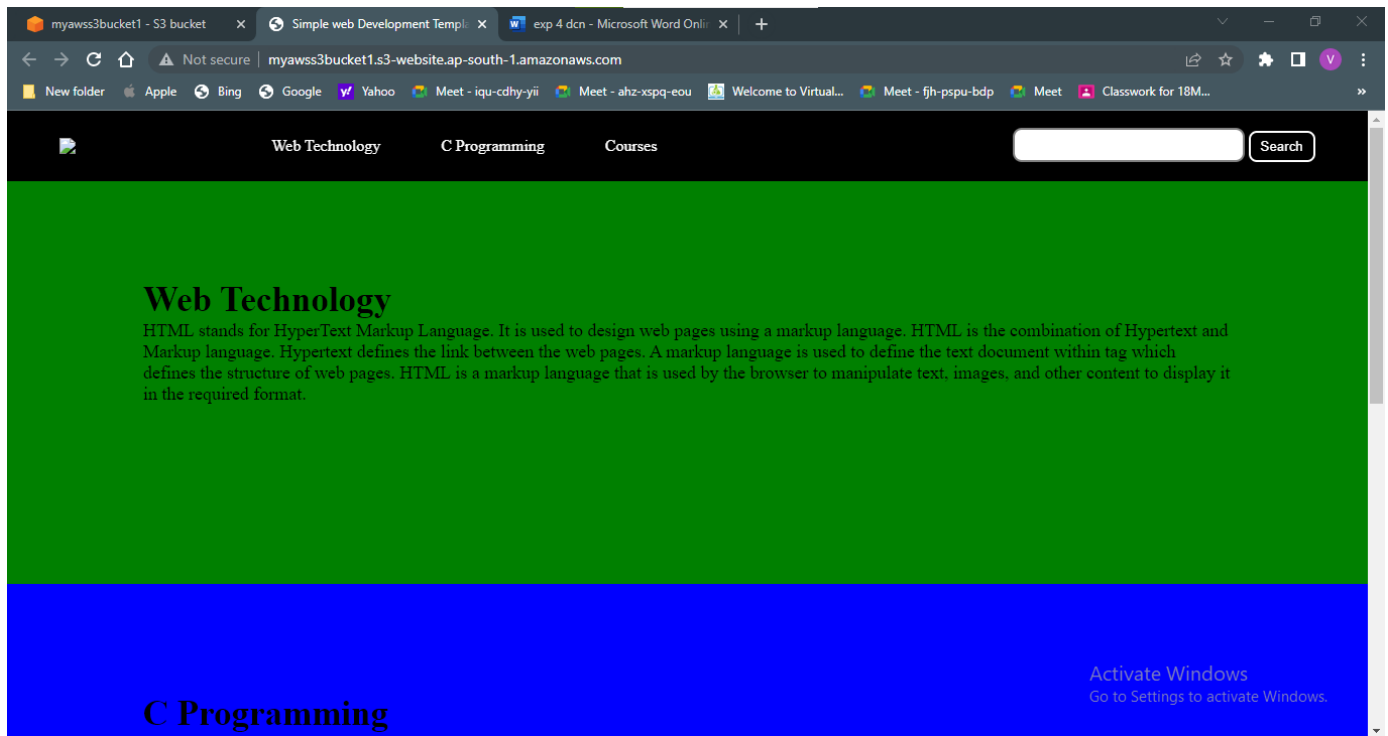 myawss3bucket1 - S3 bucket
Simple web Development Templa
exp 4 dcn - Microsoft Word Onlin
Not secure
myawss3bucket1.s3-website.ap-south-1.amazonaws.com
V
New folder
Apple
Bing
Google
Yahoo
Meet - iqu-cdhy-yii
Meet - ahz-xspq-eou
Welcome to Virtual...
Meet - fjh-pspu-bdp
Meet
Classwork for 18M...
Web Technology
C Programming
Courses
Search
Web Technology
HTML stands for HyperText Markup Language. It is used to design web pages using a markup language. HTML is the combination of Hypertext and
Markup language. Hypertext defines the link between the web pages. A markup language is used to define the text document within tag which
defines the structure of web pages. HTML is a markup language that is used by the browser to manipulate text, images, and other content to display it
in the required format.
Activate Windows
Go to Settings to activate Windows.
C Programming